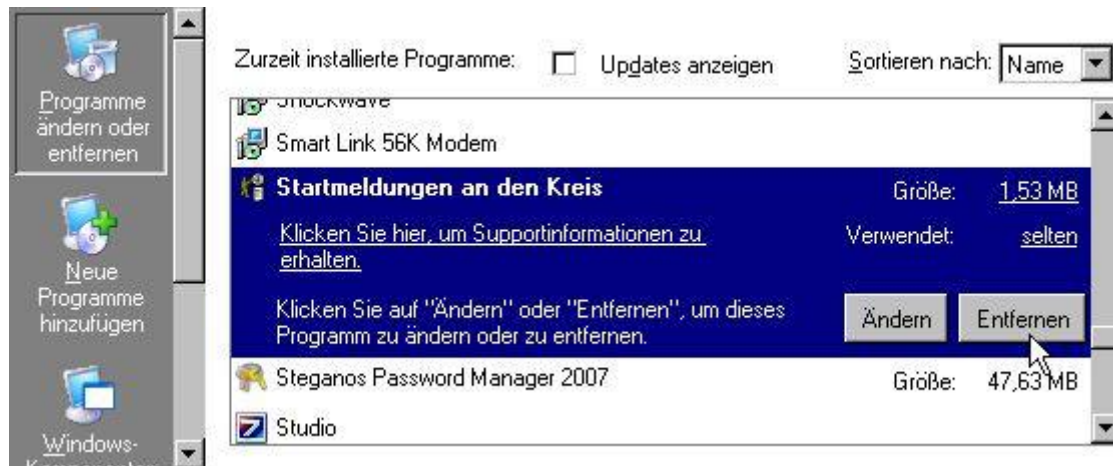 Programme
ändern oder
entfernen
Neue
Programme
hinzufügen
Windows-
Zurzeit installierte Programme:  Updates anzeigen  Sortieren nach: Name
Shockwave
Smart Link 56K Modem
Startmeldungen an den Kreis  Größe: 1,53 MB
Klicken Sie hier, um Supportinformationen zu  Verwendet: selten
erhalten.
Klicken Sie auf "Ändern" oder "Entfernen", um dieses
Programm zu ändern oder zu entfernen.
Ändern  Entfernen
Steganos Password Manager 2007  Größe: 47,63 MB
Studio